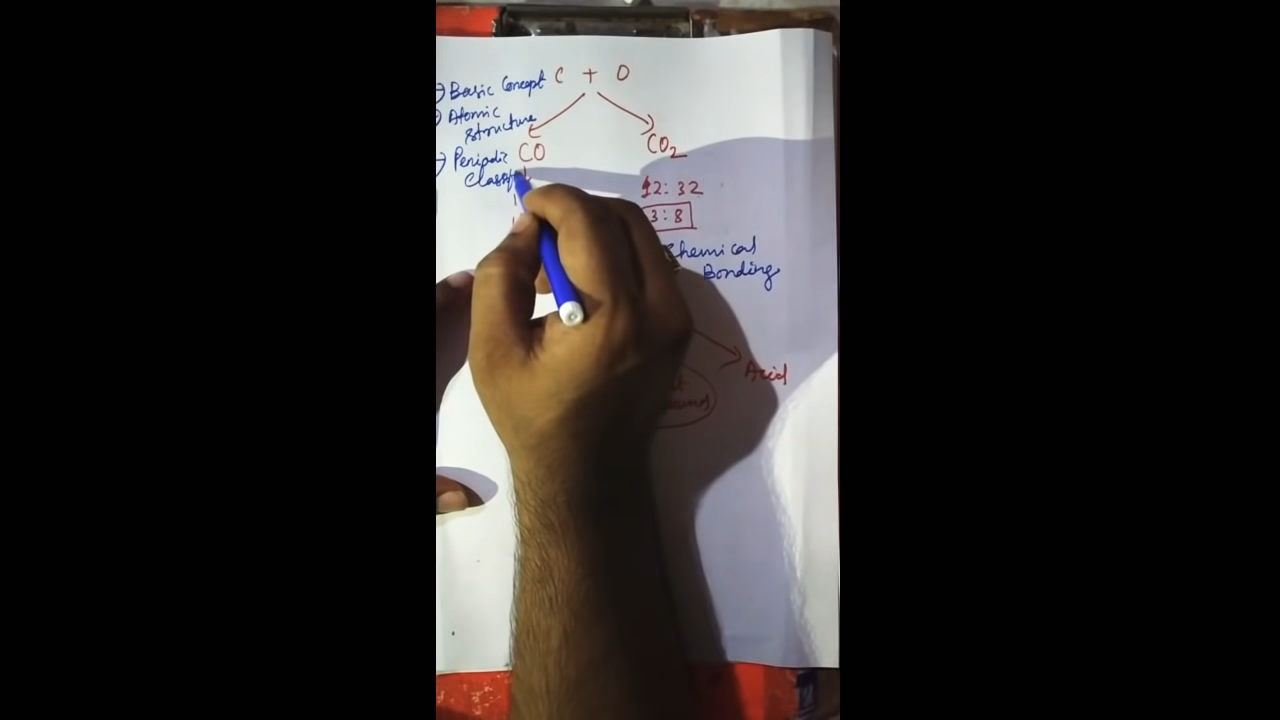 C + O
Basic Concept
Atomic
Structure
CO CO2
Periodic
12: 32
3:8
Chemical
Bonding
Acid